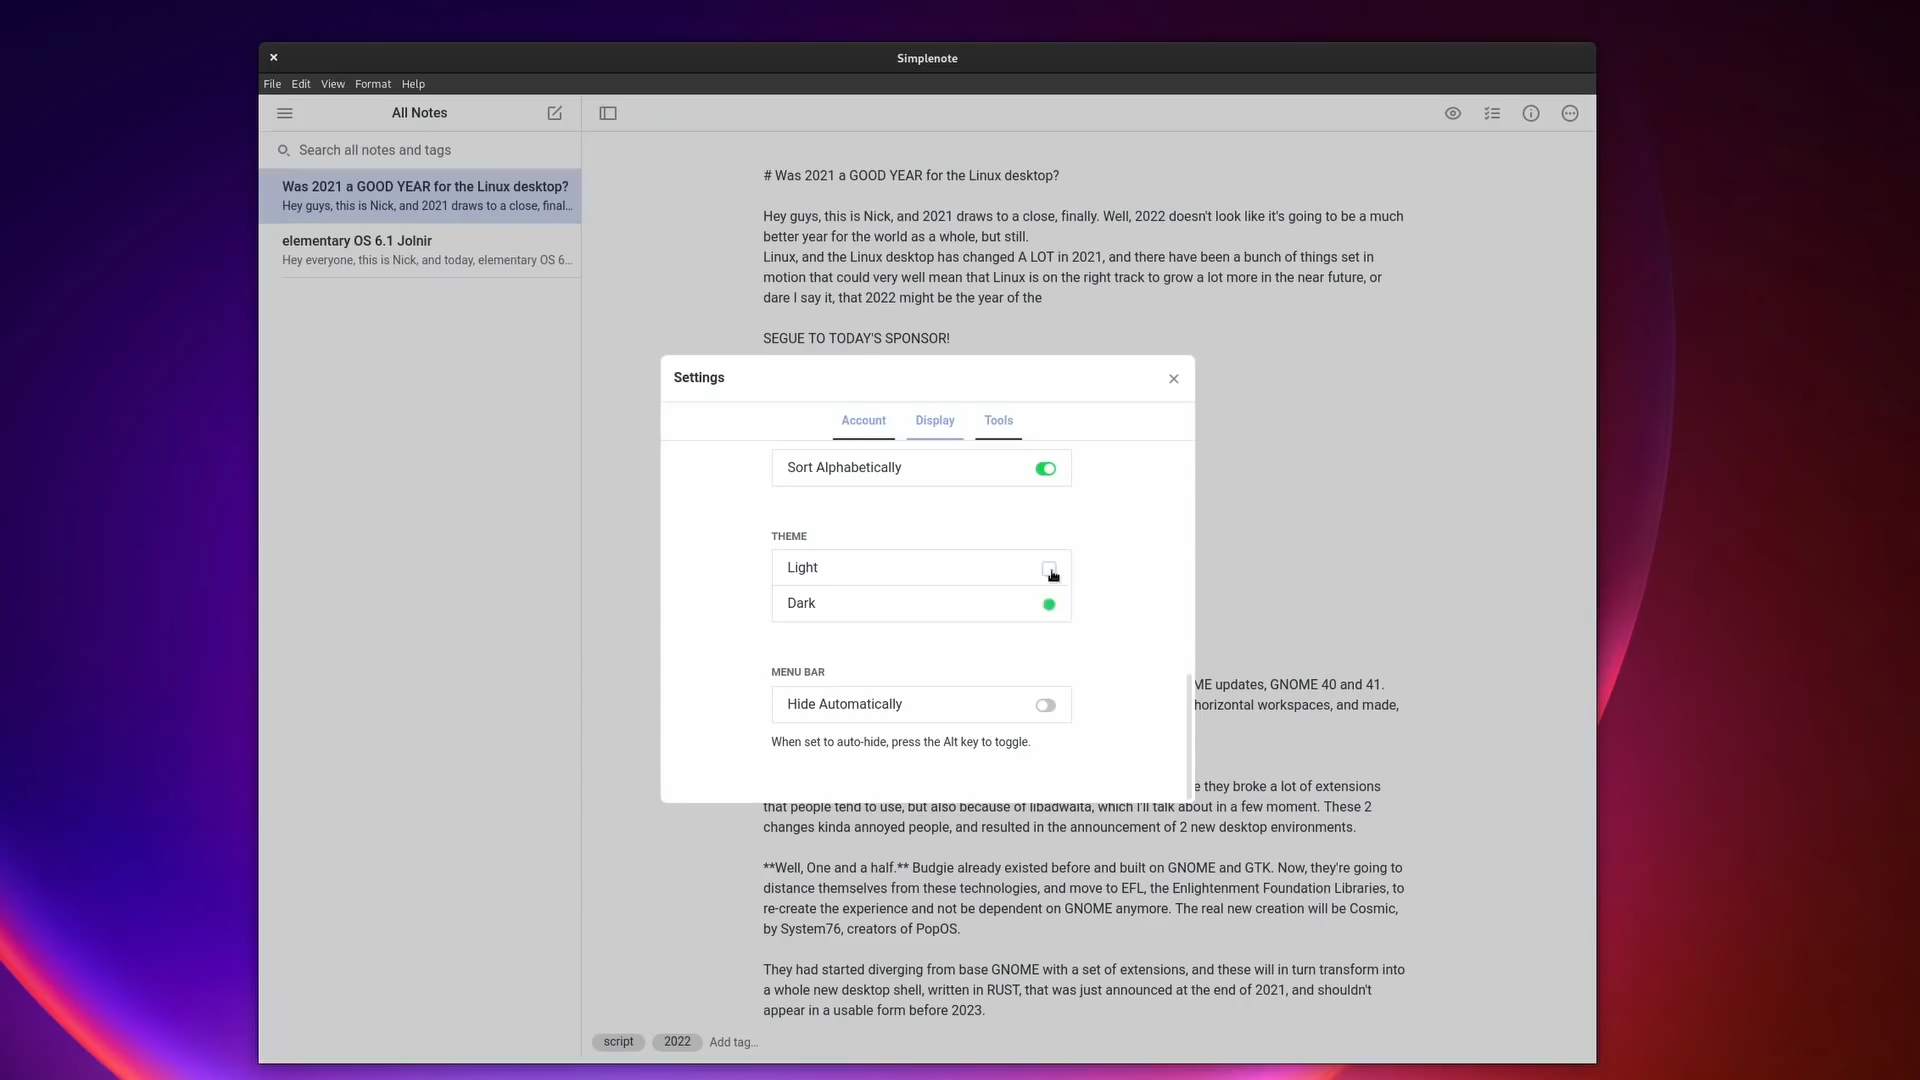 Simplenote
File Edit View Format Help
All Notes
Search all notes and tags
Was 2021 a GOOD YEAR for the Linux desktop?
Hey guys, this is Nick, and 2021 draws to a close, final...
elementary OS 6.1 Jolnir
Hey everyone, this is Nick, and today, elementary OS 6...
# Was 2021 a GOOD YEAR for the Linux desktop?
Hey guys, this is Nick, and 2021 draws to a close, finally. Well, 2022 doesn't look like it's going to be a much
better year for the world as a whole, but still.
Linux, and the Linux desktop has changed A LOT in 2021, and there have been a bunch of things set in
motion that could very well mean that Linux is on the right track to grow a lot more in the near future, or
dare I say it, that 2022 might be the year of the
SEGUE TO TODAY'S SPONSOR!
Settings
Account Display Tools
Sort Alphabetically
THEME
Light
Dark
MENU BAR
Hide Automatically
When set to auto-hide, press the Alt key to toggle.
ME updates, GNOME 40 and 41.
horizontal workspaces, and made,
e they broke a lot of extensions
that people tend to use, but also because of libadwaita, which I'll talk about in a few moment. These 2
changes kinda annoyed people, and resulted in the announcement of 2 new desktop environments.
**Well, One and a half.** Budgie already existed before and built on GNOME and GTK. Now, they're going to
distance themselves from these technologies, and move to EFL, the Enlightenment Foundation Libraries, to
re-create the experience and not be dependent on GNOME anymore. The real new creation will be Cosmic,
by System76, creators of PopOS.
They had started diverging from base GNOME with a set of extensions, and these will in turn transform into
a whole new desktop shell, written in RUST, that was just announced at the end of 2021, and shouldn't
appear in a usable form before 2023.
script 2022 Add tag...